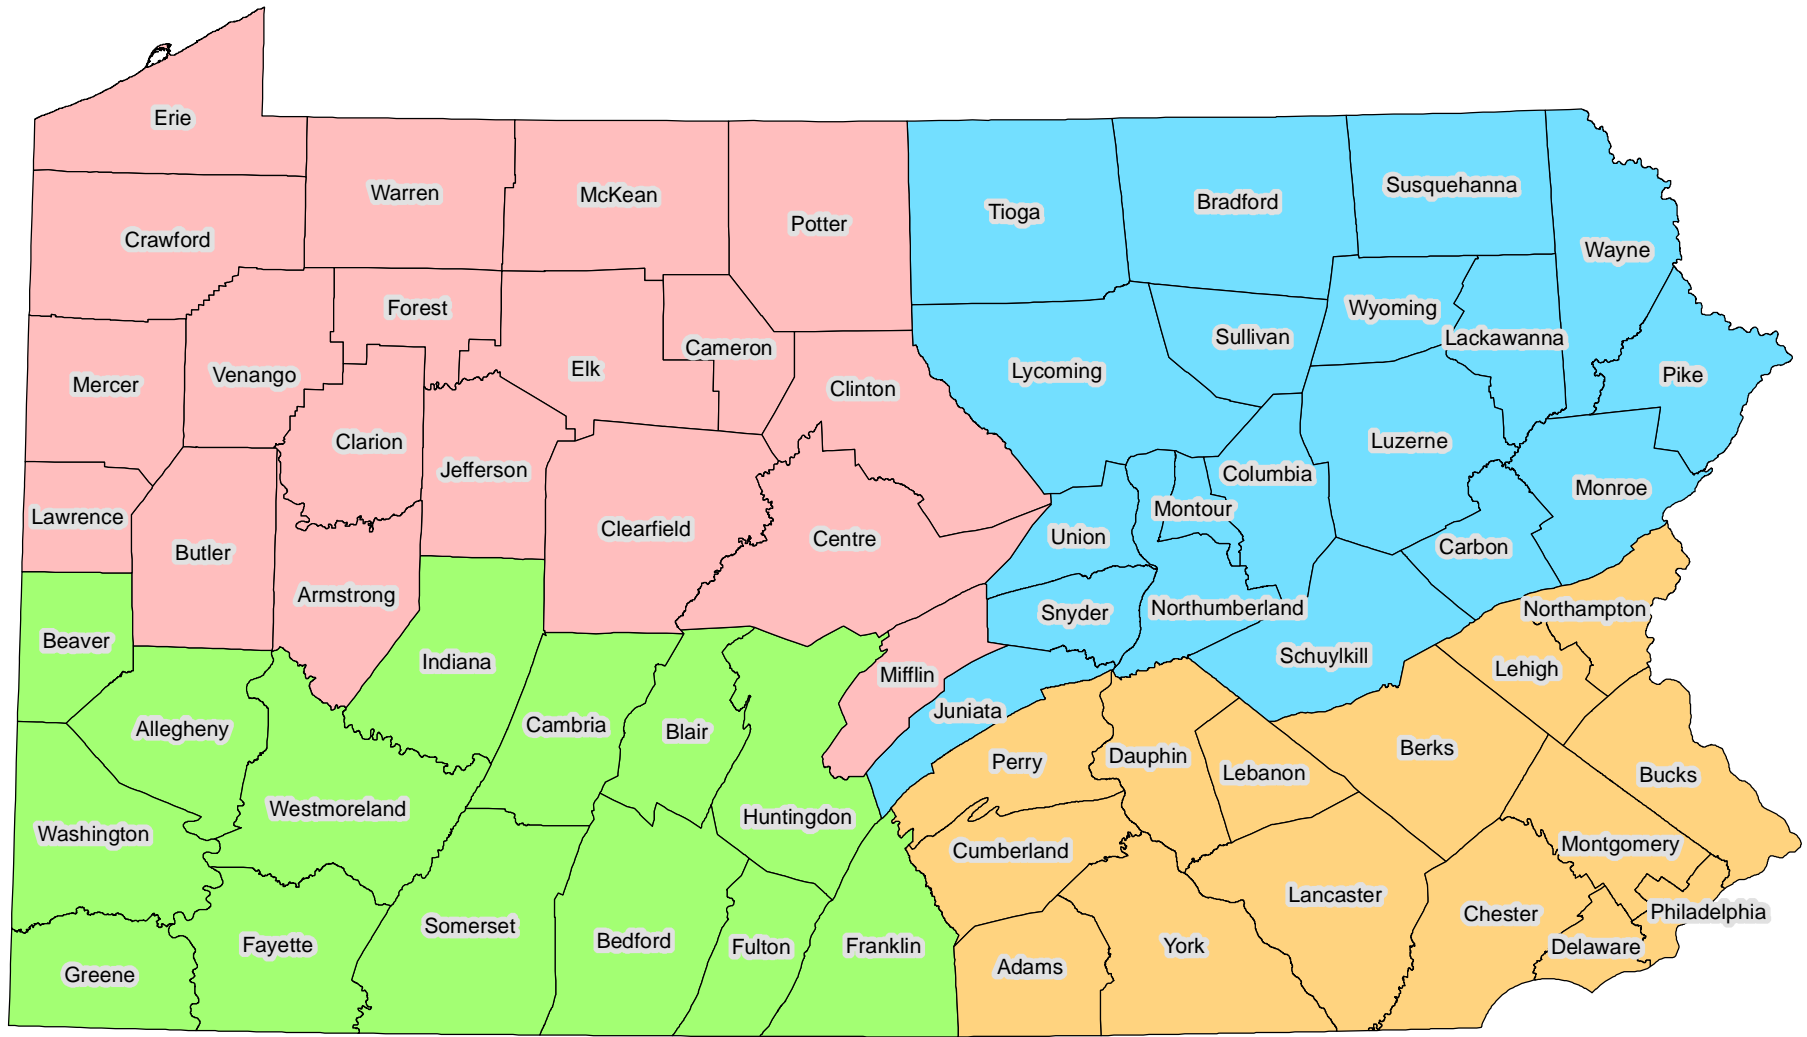 Erie
Warren
McKean
Potter
Tioga
Bradford
Susquehanna
Wayne
Crawford
Forest
Wyoming
Sullivan
Lackawanna
Cameron
Elk
Venango
Mercer
Clinton
Lycoming
Pike
Clarion
Jefferson
Luzerne
Columbia
Monroe
Montour
Lawrence
Butler
Clearfield
Centre
Union
Carbon
Armstrong
Snyder
Northumberland
Northampton
Beaver
Indiana
Mifflin
Schuylkill
Lehigh
Juniata
Allegheny
Cambria
Blair
Perry
Dauphin
Berks
Lebanon
Bucks
Westmoreland
Huntingdon
Washington
Cumberland
Montgomery
Lancaster
Chester
Philadelphia
Somerset
Bedford
Fulton
Franklin
Fayette
York
Delaware
Adams
Greene